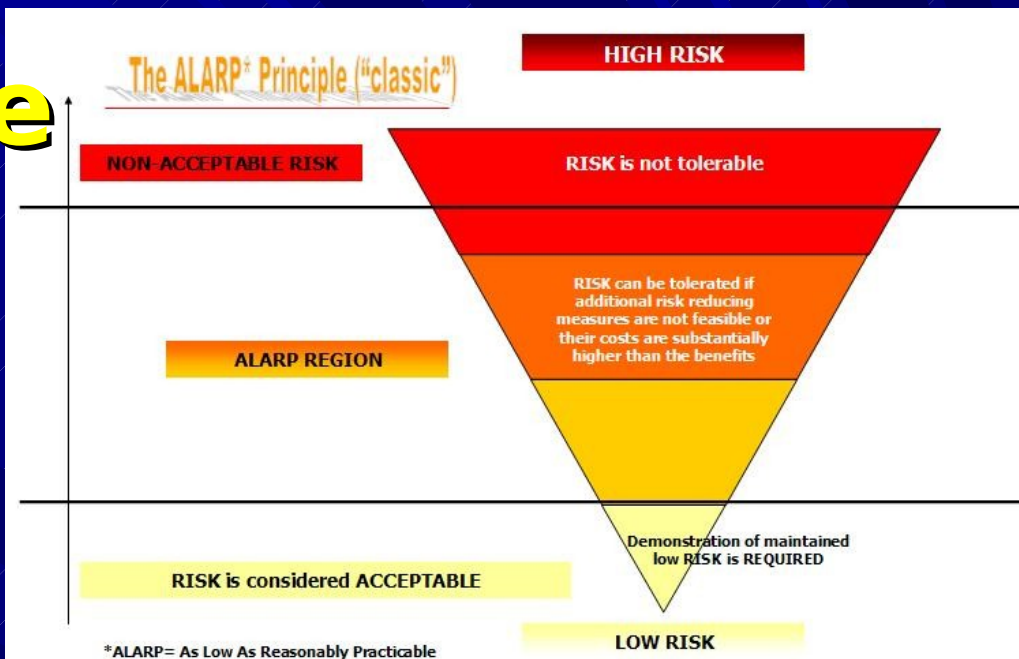 e
The ALARP* Principle ("classic")
HIGH RISK
NON-ACCEPTABLE RISK
RISK is not tolerable
RISK can be tolerated if
additional risk reducing
measures are not feasible or
their costs are substantially
higher than the benefits
ALARP REGION
Demonstration of maintained
low RISK is REQUIRED
RISK is considered ACCEPTABLE
LOW RISK
*ALARP= As Low As Reasonably Practicable